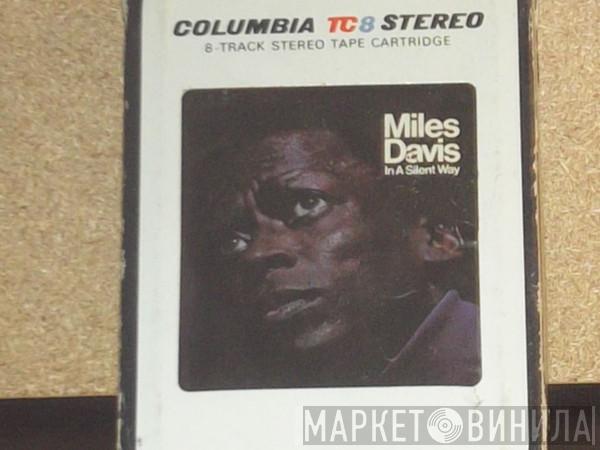 COLUMBIA TC8 STEREO
8-TRACK STEREO TAPE CARTRIDGE
Miles
Davis
In A Silent Way
МАРКЕТ ВИНИЛА